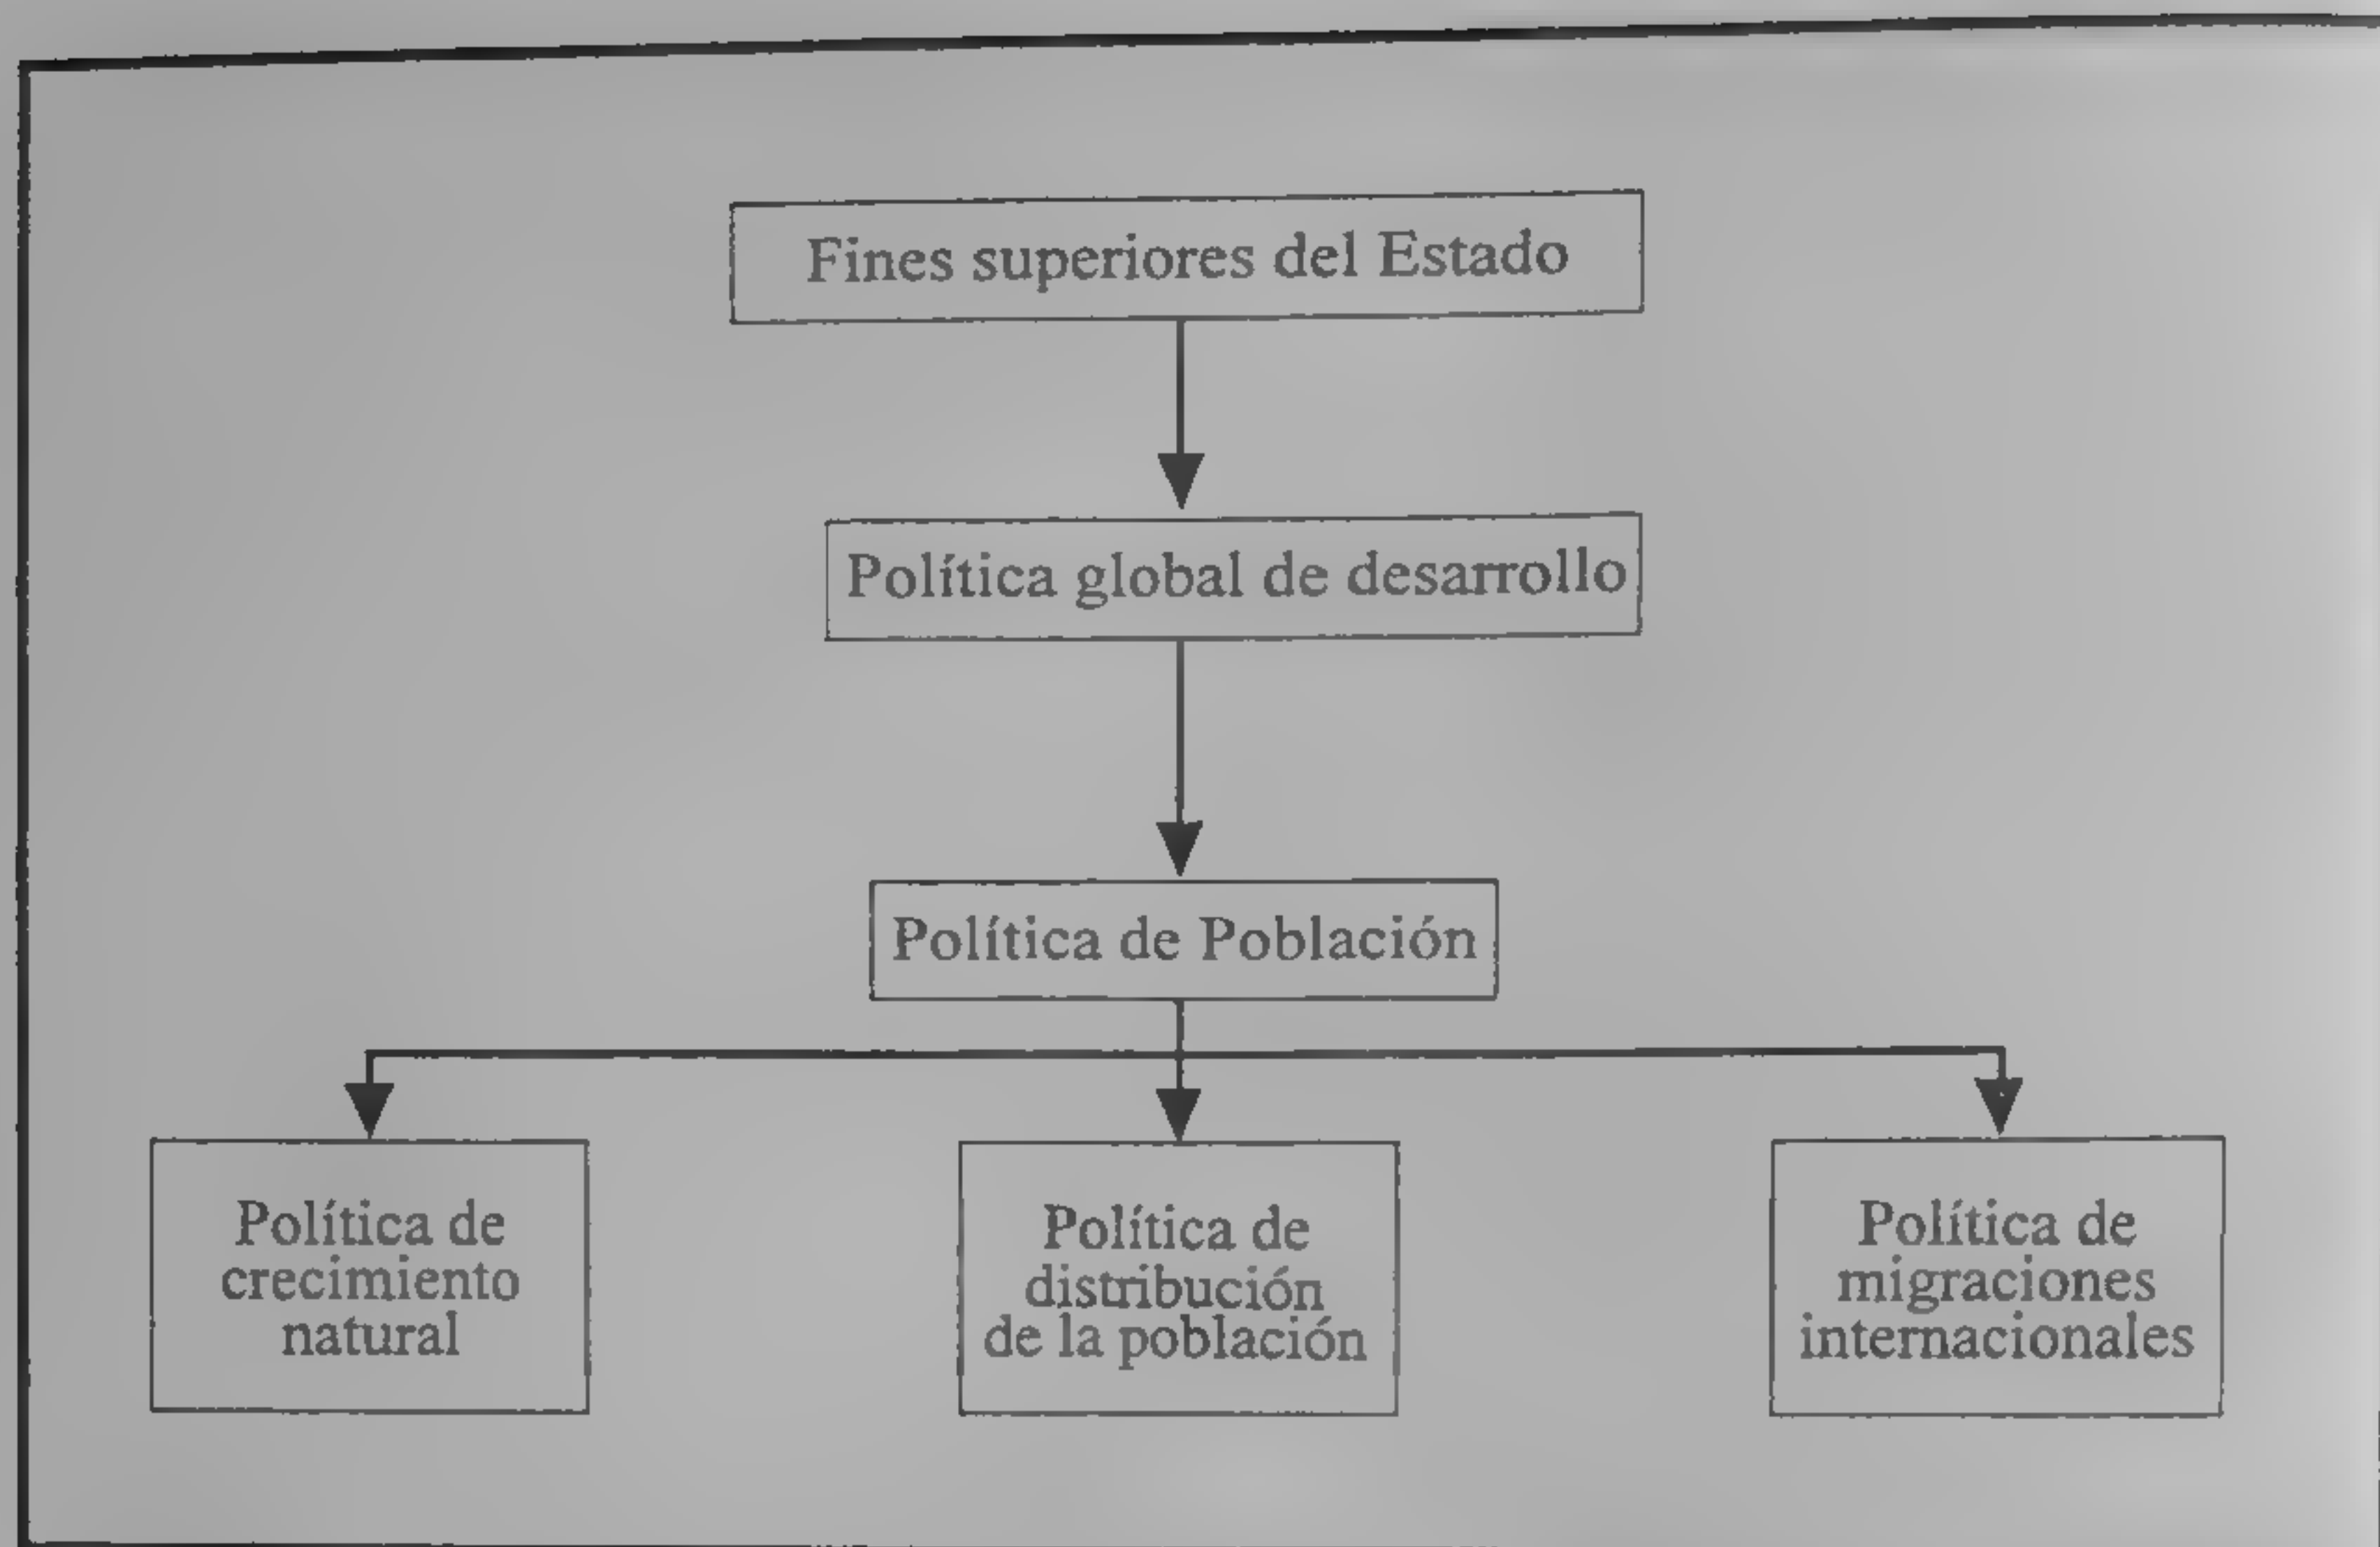 Fines superiores del Estado
Política global de desarrollo
Política de Población
Política de
crecimiento
natural
Política de
distribución
de la población
Política de
migraciones
internacionales